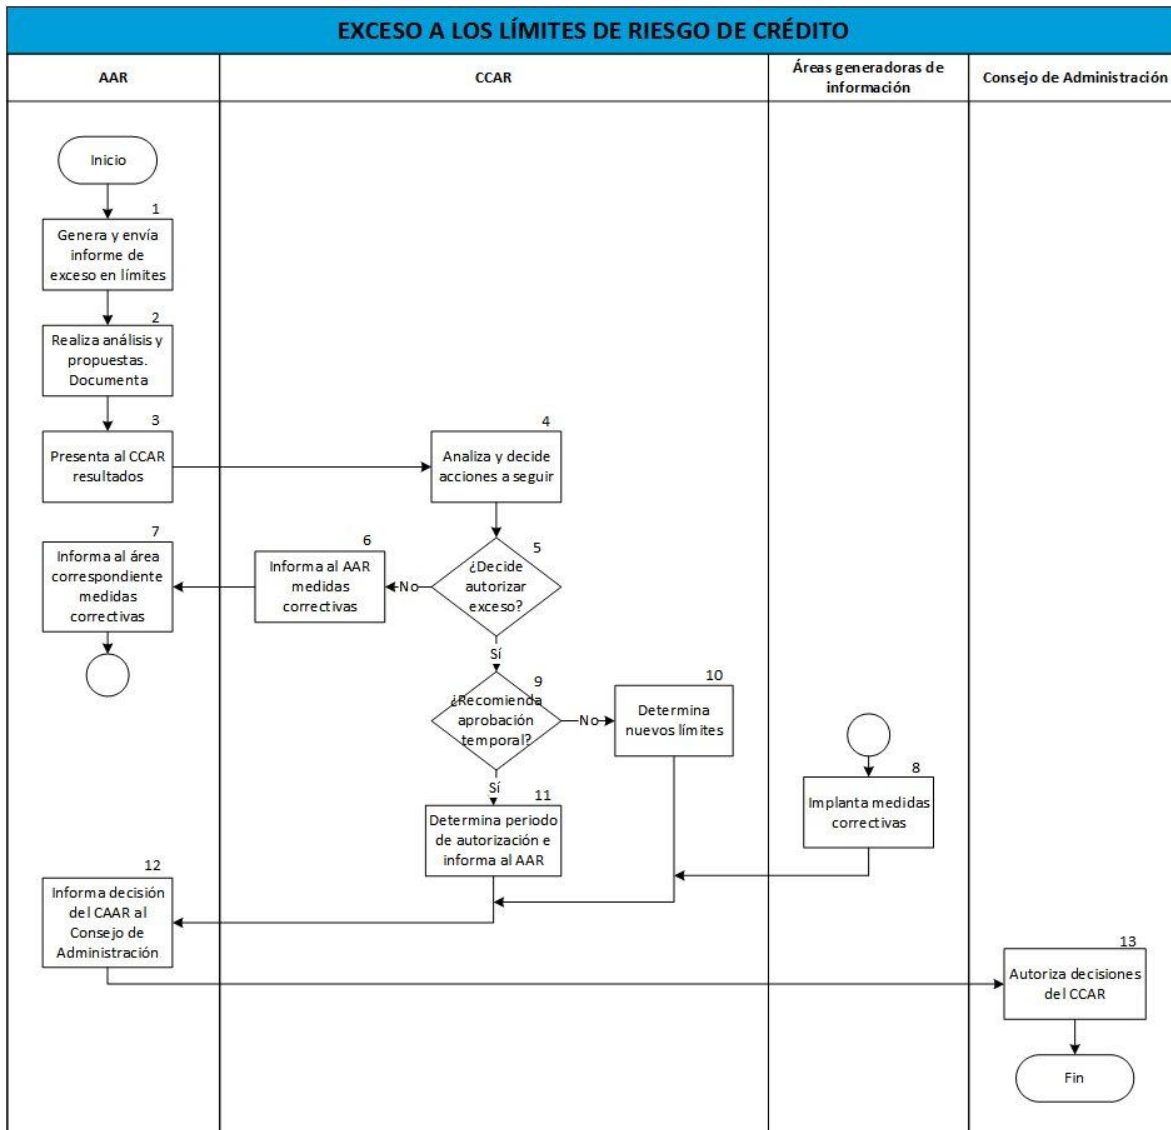 EXCESO A LOS LÍMITES DE RIESGO DE CRÉDITO
AAR
CCAR
Áreas generadoras de
información
Consejo de Administración
Inicio
1
Genera y envía
informe de
exceso en límites
2
Realiza análisis y
propuestas.
Documenta
3
Presenta al CCAR
resultados
4
Analiza y decide
acciones a seguir
5
¿Decide
autorizar
exceso?
No
Sí
6
Informa al AAR
medidas
correctivas
7
Informa al área
correspondiente
medidas
correctivas
8
Implanta medidas
correctivas
9
¿Recomienda
aprobación
temporal?
No
Sí
10
Determina
nuevos límites
11
Determina periodo
de autorización e
informa al AAR
12
Informa decisión
del CAAR al
Consejo de
Administración
13
Autoriza decisiones
del CCAR
Fin